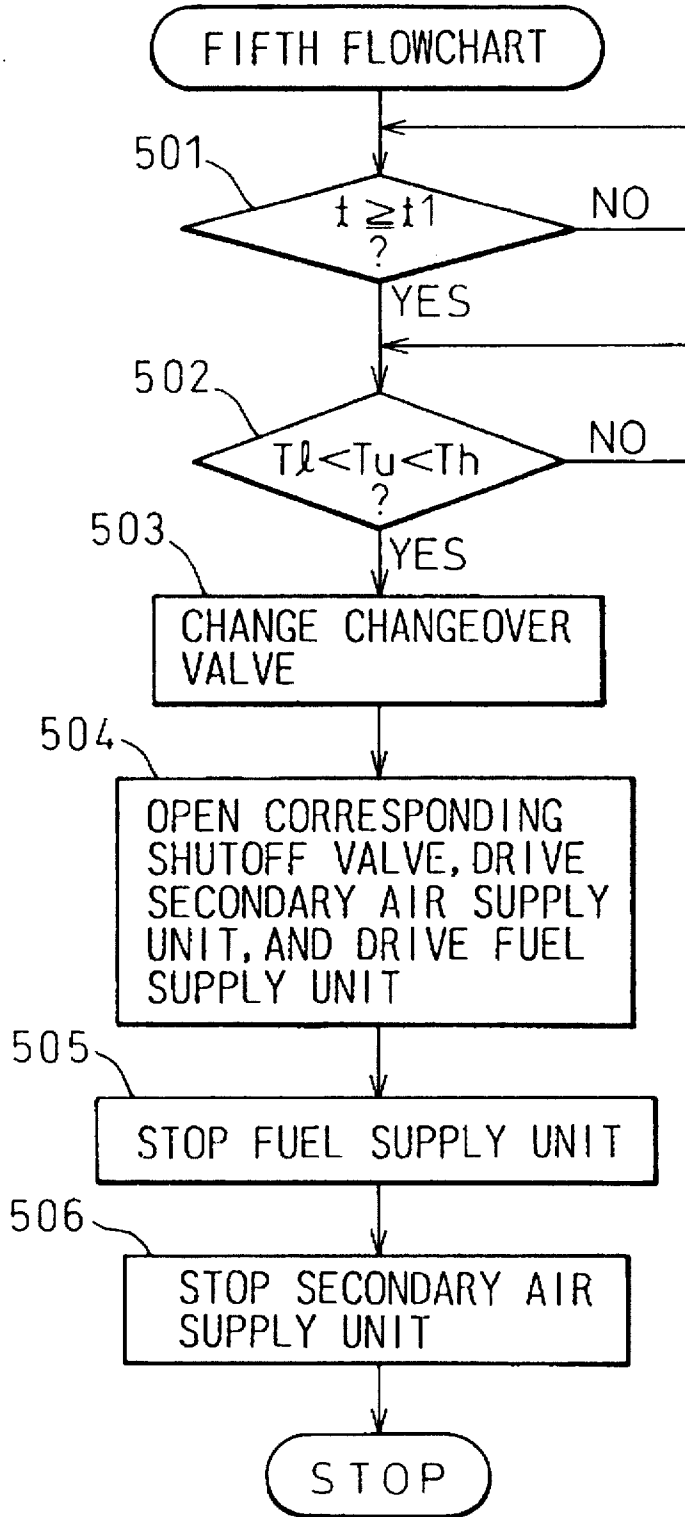 FIFTH FLOWCHART
501
t ≧ t1
?
NO
YES
502
Tℓ<Tu<Th
?
NO
YES
503
CHANGE CHANGEOVER
VALVE
504
OPEN CORRESPONDING
SHUTOFF VALVE, DRIVE
SECONDARY AIR SUPPLY
UNIT, AND DRIVE FUEL
SUPPLY UNIT
505
STOP FUEL SUPPLY UNIT
506
STOP SECONDARY AIR
SUPPLY UNIT
STOP